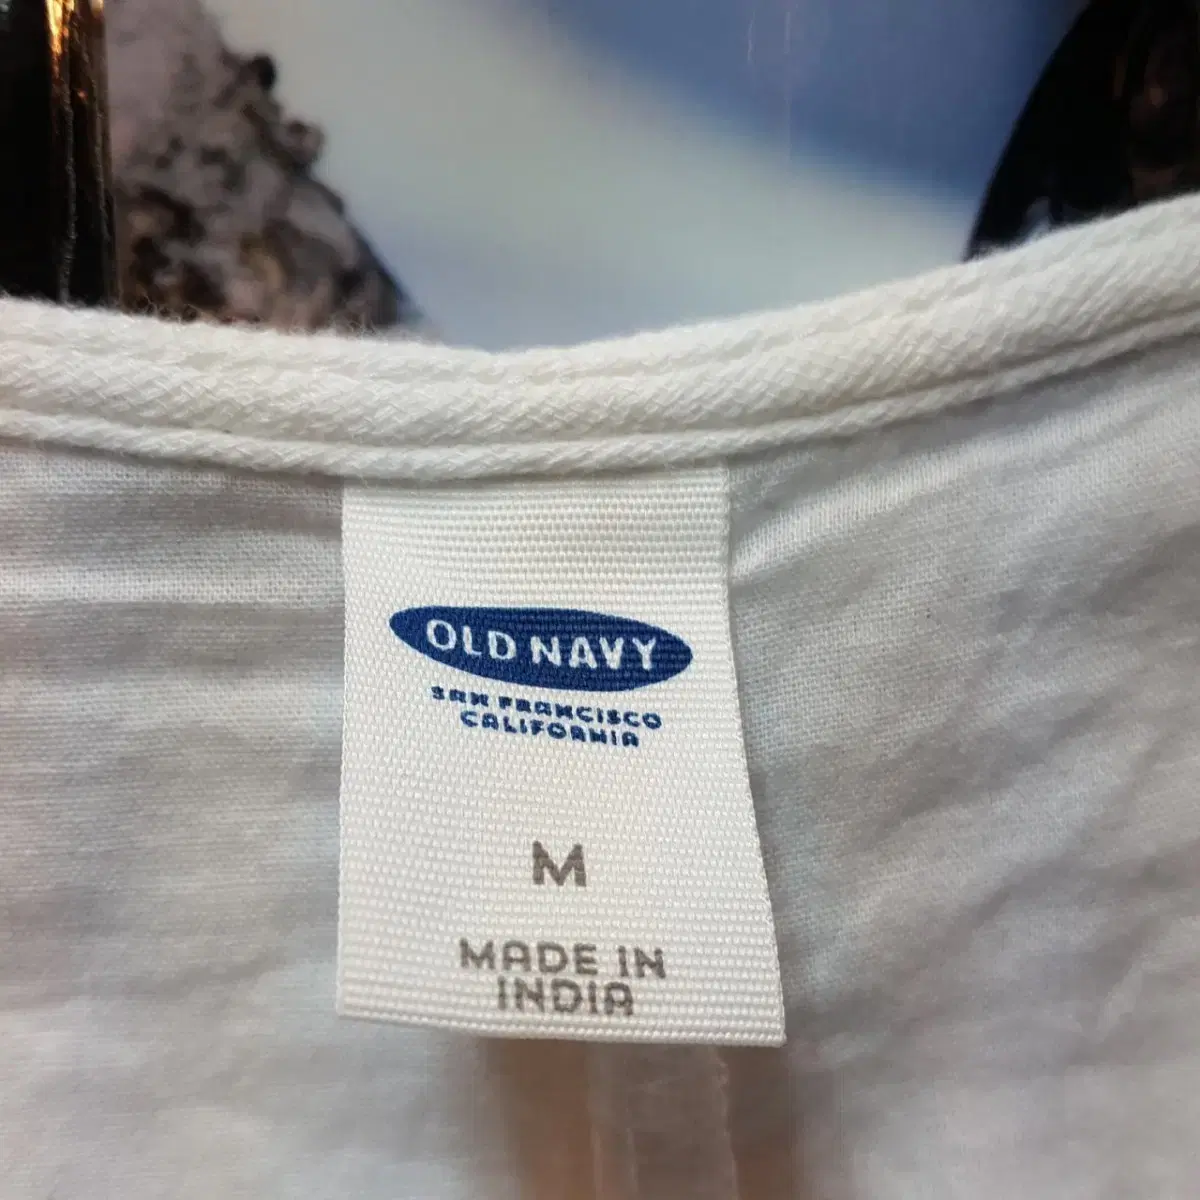 OLD NAVY
SAN FRANCISCO
CALIFORNIA
M
MADE IN
INDIA